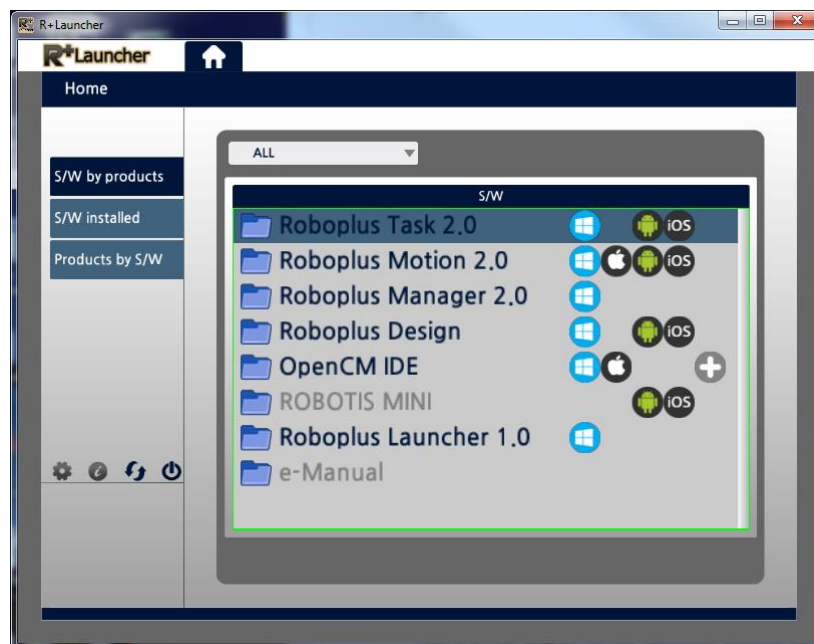 R+Launcher
R+Launcher
Home
S/W by products
S/W installed
Products by S/W
ALL
S/W
Roboplus Task 2.0 iOS
Roboplus Motion 2.0 iOS
Roboplus Manager 2.0
Roboplus Design iOS
OpenCM IDE
ROBOTIS MINI iOS
Roboplus Launcher 1.0
e-Manual